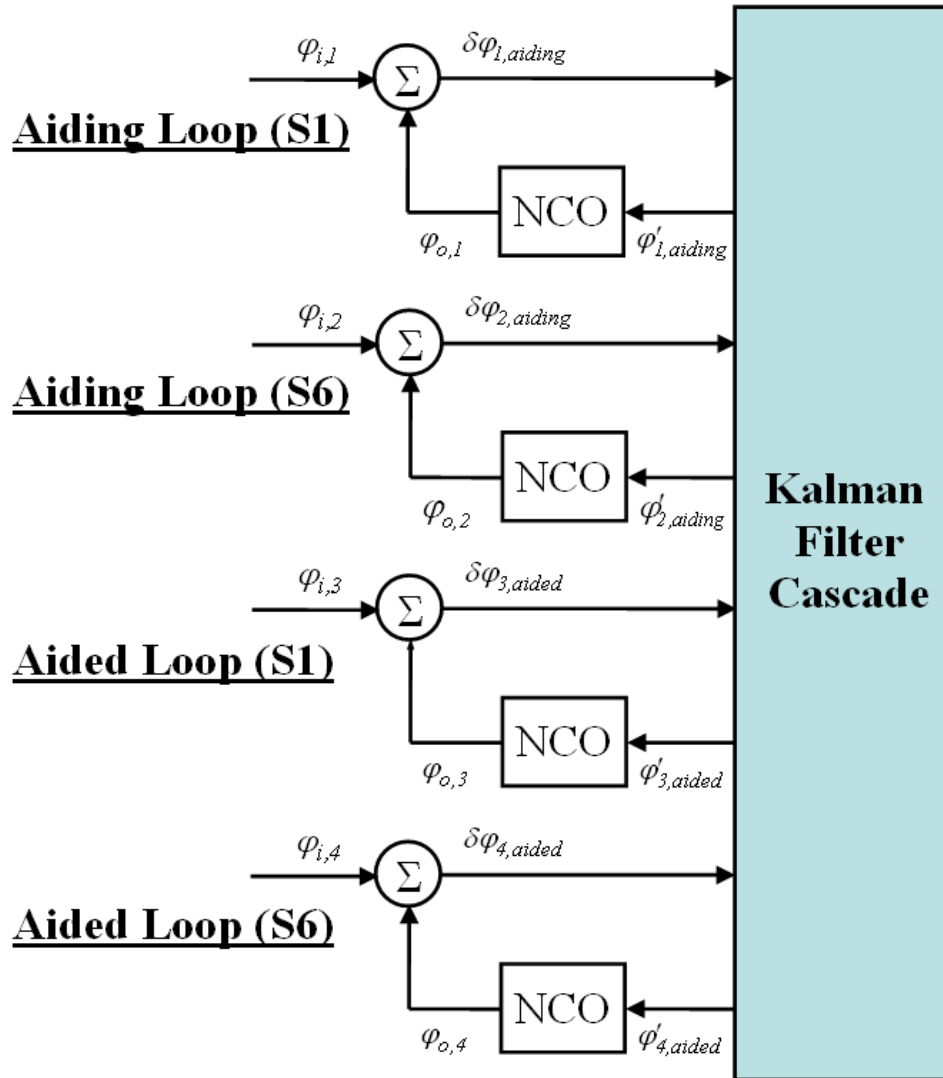 φi,1
Σ
δφ1,aiding
Aiding Loop (S1)
NCO
φo,1
φ′1,aiding
φi,2
Σ
δφ2,aiding
Aiding Loop (S6)
NCO
φo,2
φ′2,aiding
Kalman
Filter
Cascade
φi,3
Σ
δφ3,aided
Aided Loop (S1)
NCO
φo,3
φ′3,aided
φi,4
Σ
δφ4,aided
Aided Loop (S6)
NCO
φo,4
φ′4,aided